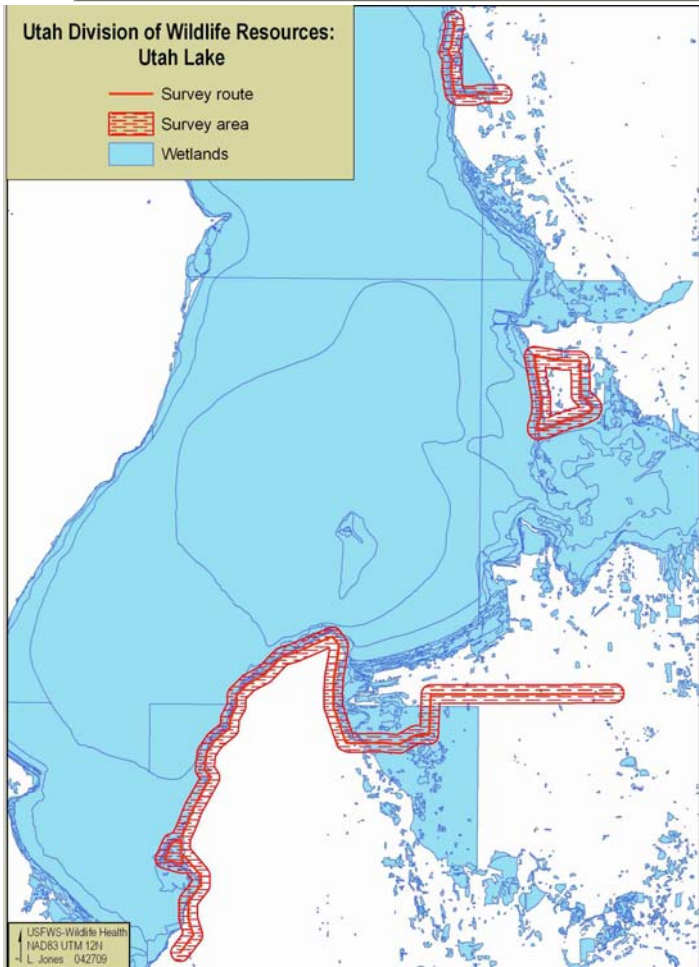 Utah Division of Wildlife Resources:
Utah Lake
Survey route
Survey area
Wetlands
USFWS-Wildlife Health
NAD83 UTM 12N
L. Jones 042709